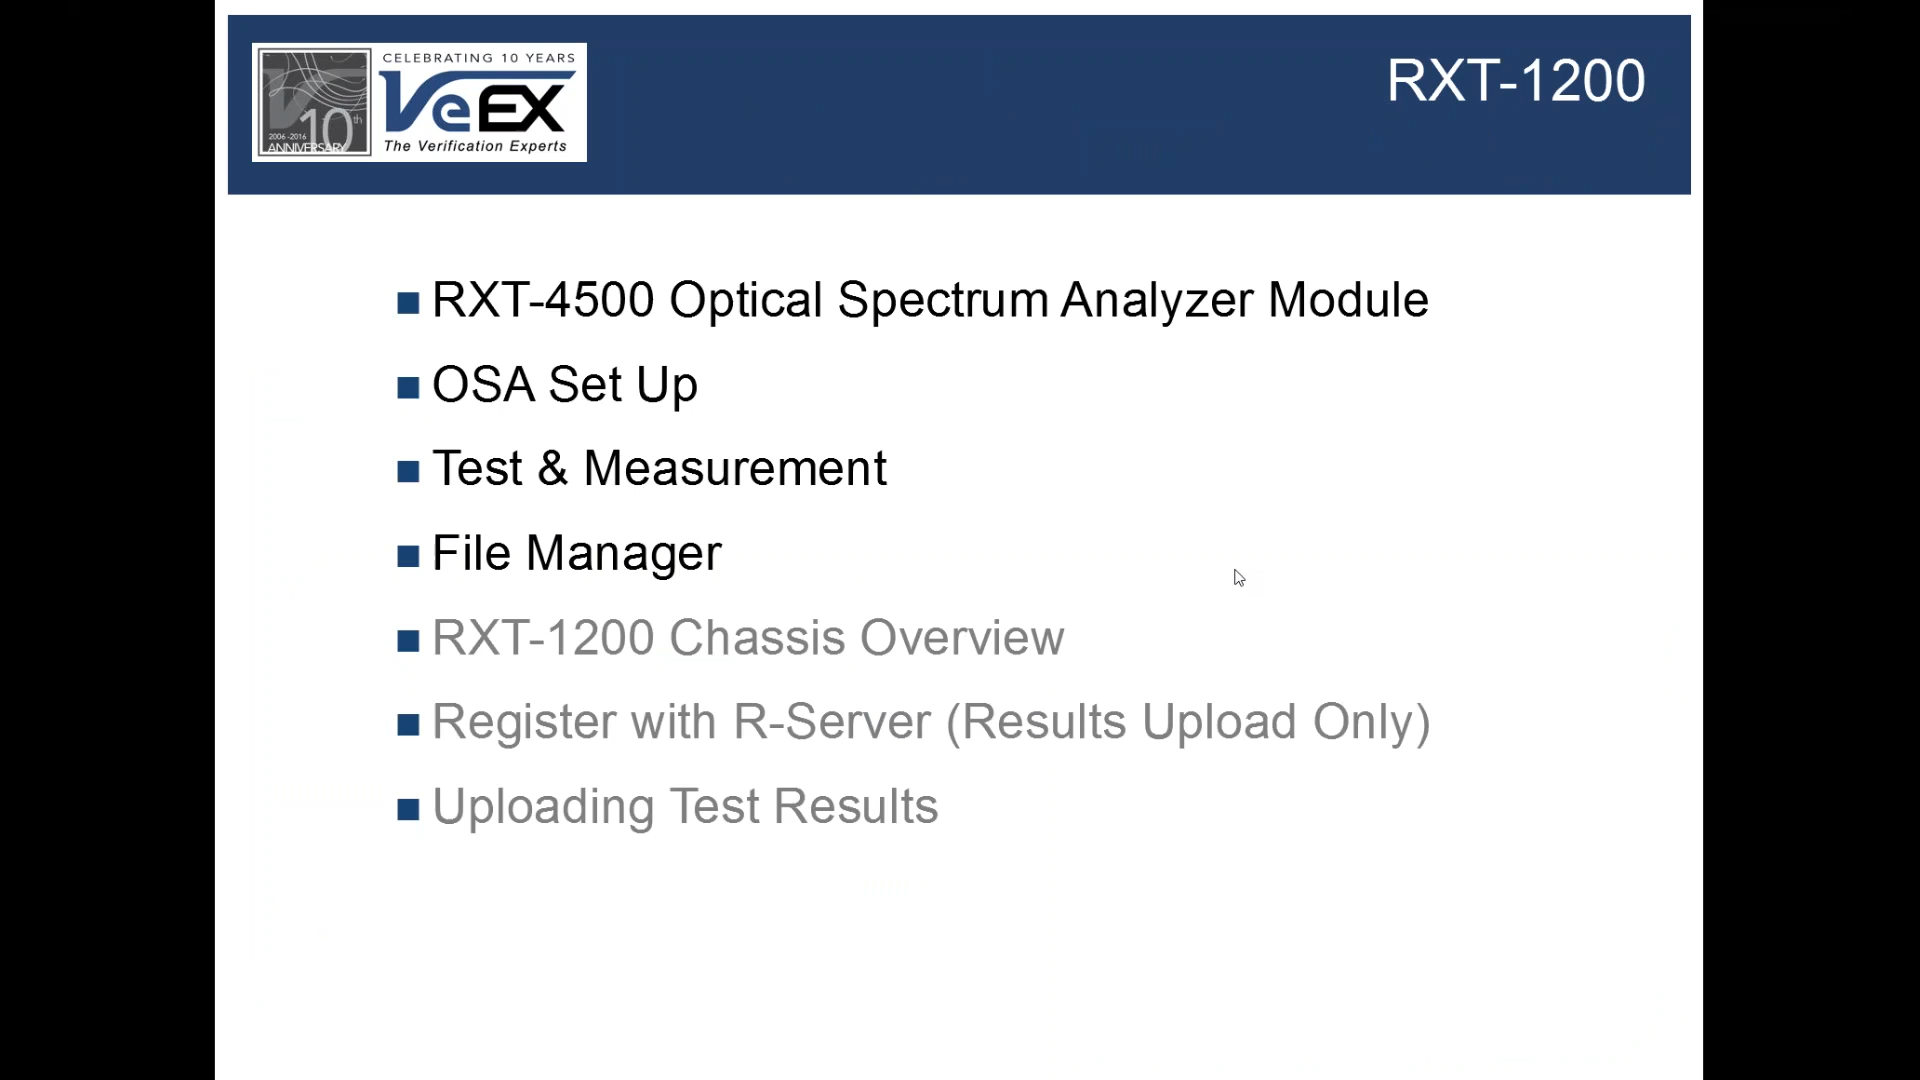 CELEBRATING 10 YEARS
VeEX
The Verification Experts
10th
2006-2016
ANNIVERSARY
RXT-1200
RXT-4500 Optical Spectrum Analyzer Module
OSA Set Up
Test & Measurement
File Manager
RXT-1200 Chassis Overview
Register with R-Server (Results Upload Only)
Uploading Test Results